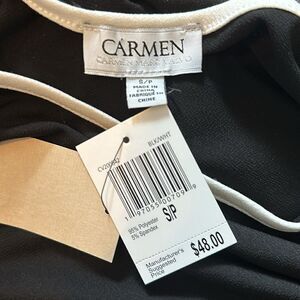 CARMEN
CARMEN MARC VALVO
S/P
MADE IN
CHINA
FABRIQUE EN
CHINE
BLK/WHT
95% Polyester
5% Spandex
S/P
Manufacturer's
Suggested
Price
$48.00